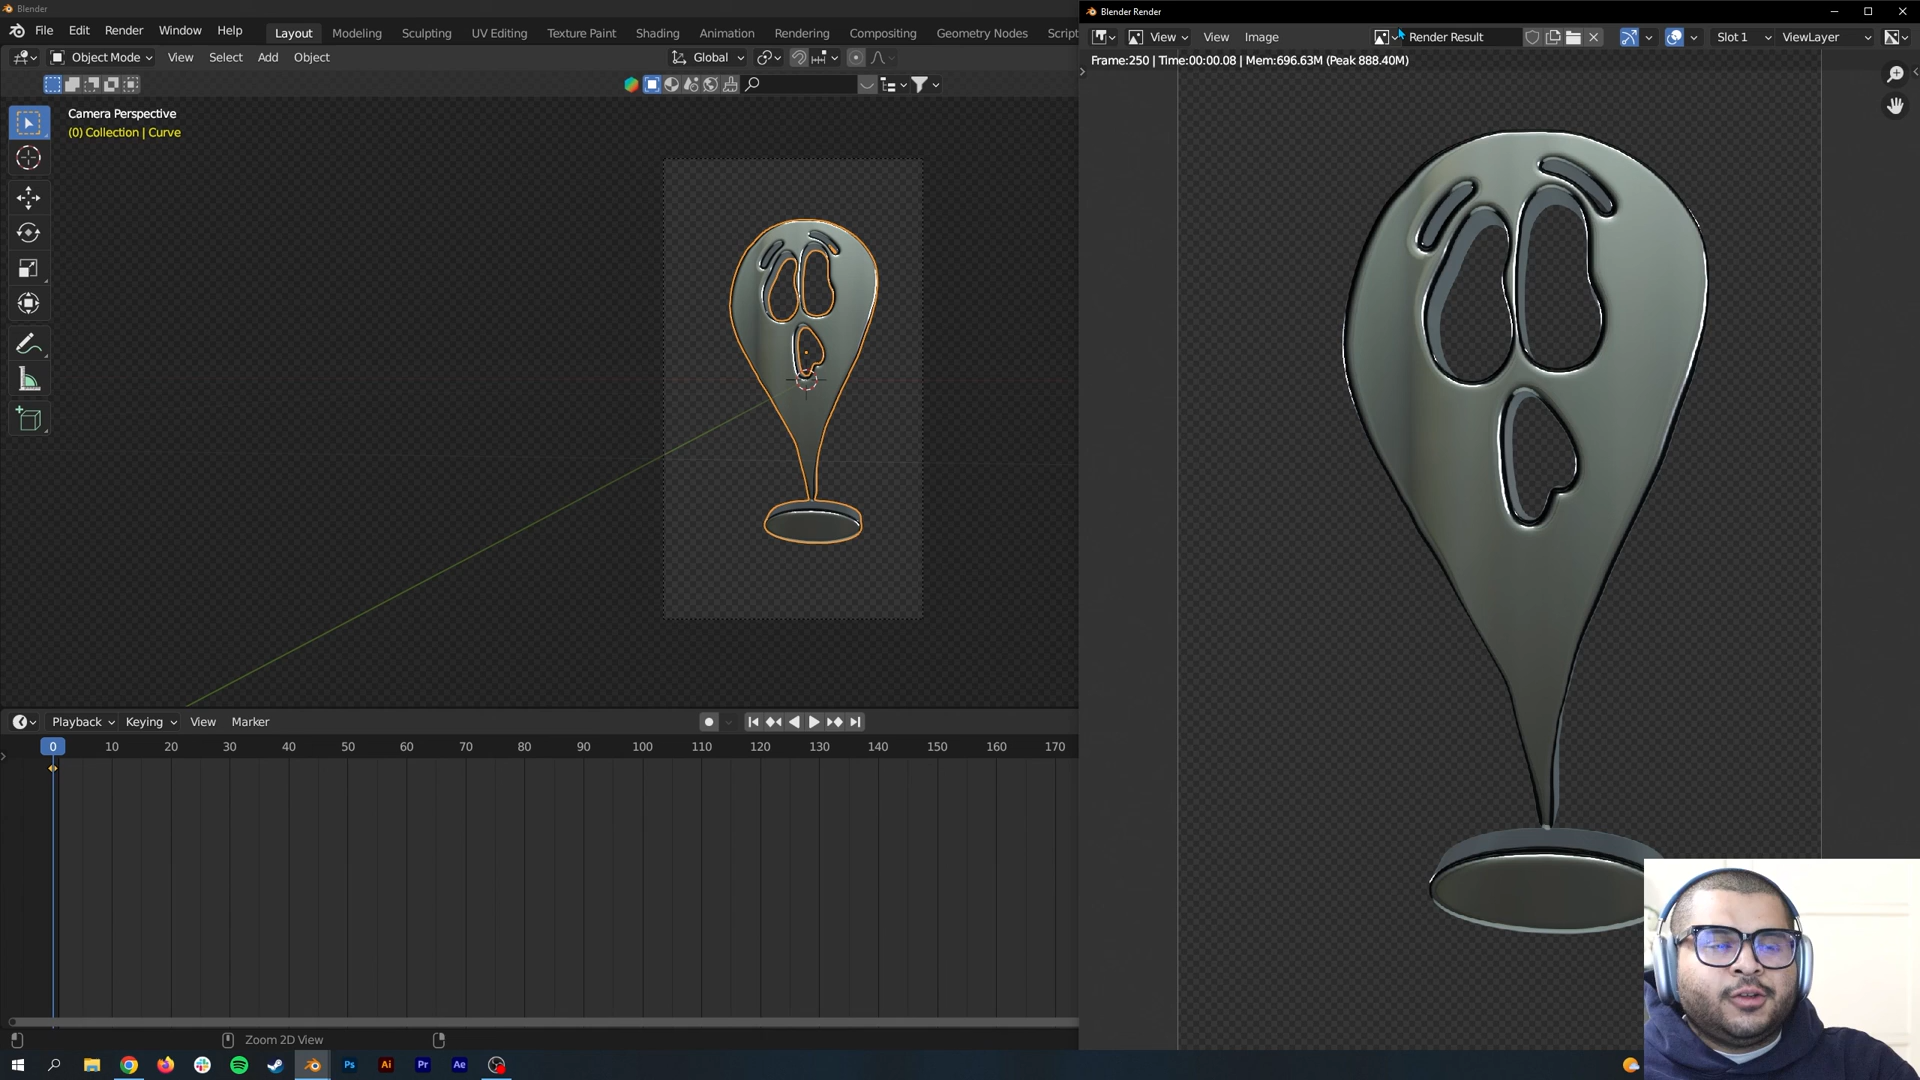 Blender
Blender Render
File Edit Render Window Help Layout Modeling Sculpting UV Editing Texture Paint Shading Animation Rendering Compositing Geometry Nodes Script
View View Image Render Result Slot 1 ViewLayer
Object Mode View Select Add Object Global
Frame:250 | Time:00:00.08 | Mem:696.63M (Peak 888.40M)
Camera Perspective
(0) Collection | Curve
Playback Keying View Marker
0 10 20 30 40 50 60 70 80 90 100 110 120 130 140 150 160 170
Zoom 2D View
Ps Ai Pr Ae